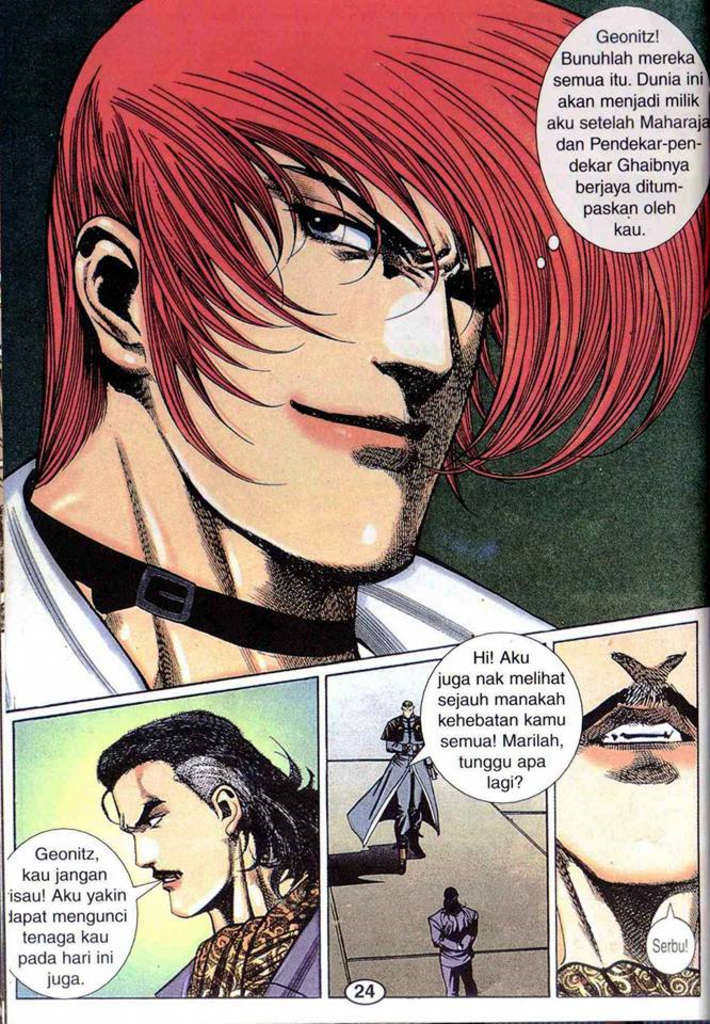 Geonitz!
Bunuhlah mereka
semua itu. Dunia ini
akan menjadi milik
aku setelah Maharaja
dan Pendekar-pen-
dekar Ghaibnya
berjaya ditum-
paskan oleh
kau.
Geonitz,
kau jangan
risau! Aku yakin
dapat mengunci
tenaga kau
pada hari ini
juga.
Hi! Aku
juga nak melihat
sejauh manakah
kehebatan kamu
semua! Marilah,
tunggu apa
lagi?
Serbu!
24